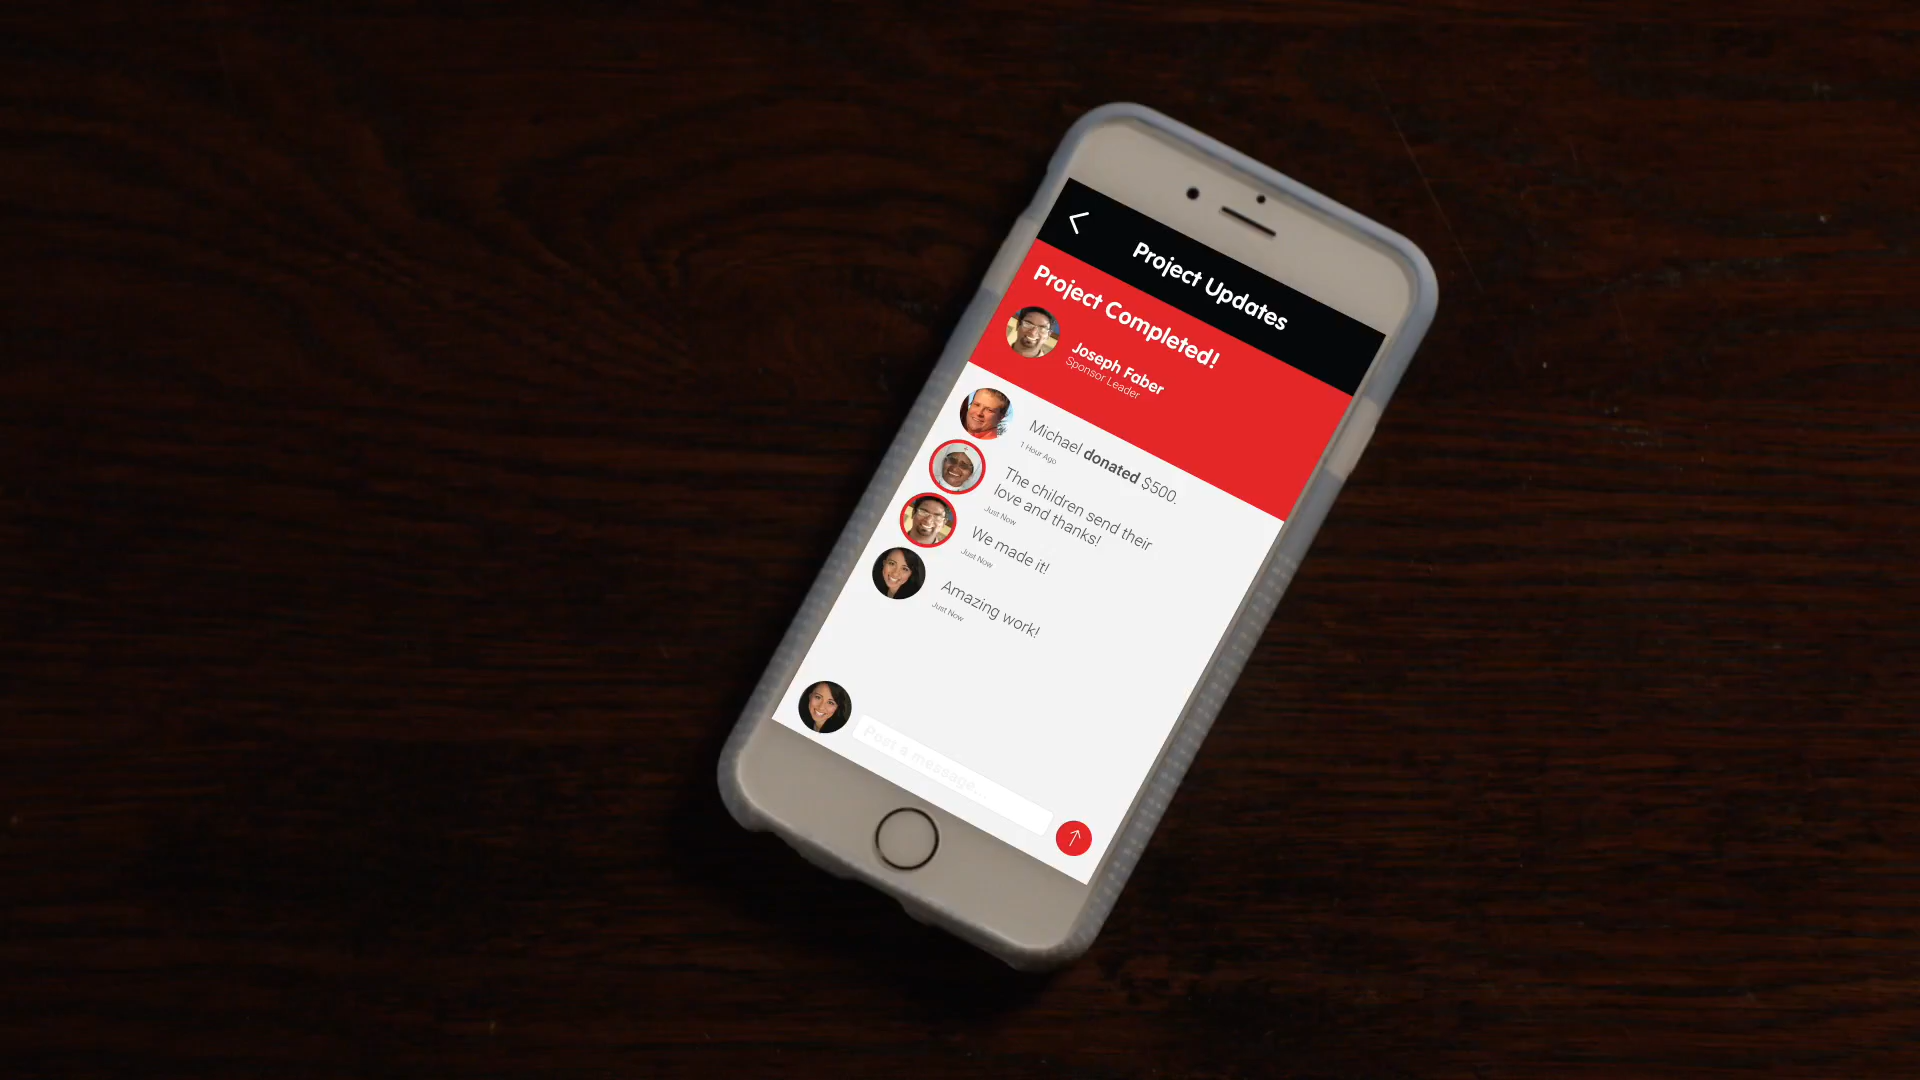 Project Updates
Project Completed!
Joseph Faber
Sponsor Leader
Michael donated $500.
1 Hour Ago
The children send their
love and thanks!
Just Now
We made it!
Just Now
Amazing work!
Just Now
Post a message...